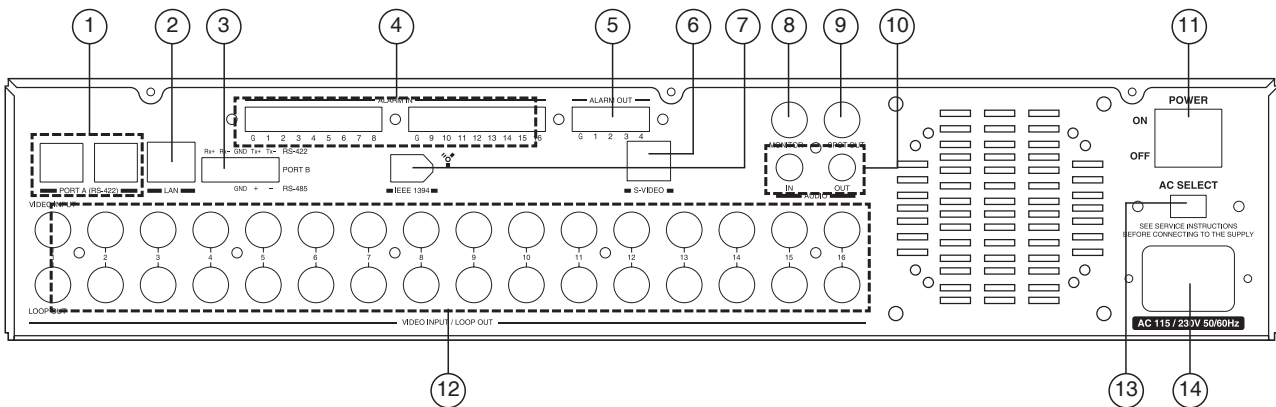 1 2 3 4 5 6 7 8 9 10 11
ALARM IN
ALARM OUT
POWER
ON
OFF
G 1 2 3 4 5 6 7 8
G 9 10 11 12 13 14 15 16
G 1 2 3 4
MONITOR
SPOT OUT
Rx+ Rx- GND Tx+ Tx- RS-422
PORT B
GND + - RS-485
PORT A (RS-422)
LAN
IEEE 1394
S-VIDEO
IN
OUT
AUDIO
AC SELECT
SEE SERVICE INSTRUCTIONS
BEFORE CONNECTING TO THE SUPPLY
VIDEO INPUT
1 2 3 4 5 6 7 8 9 10 11 12 13 14 15 16
LOOP OUT
VIDEO INPUT / LOOP OUT
AC 115 / 230V 50/60Hz
12 13 14